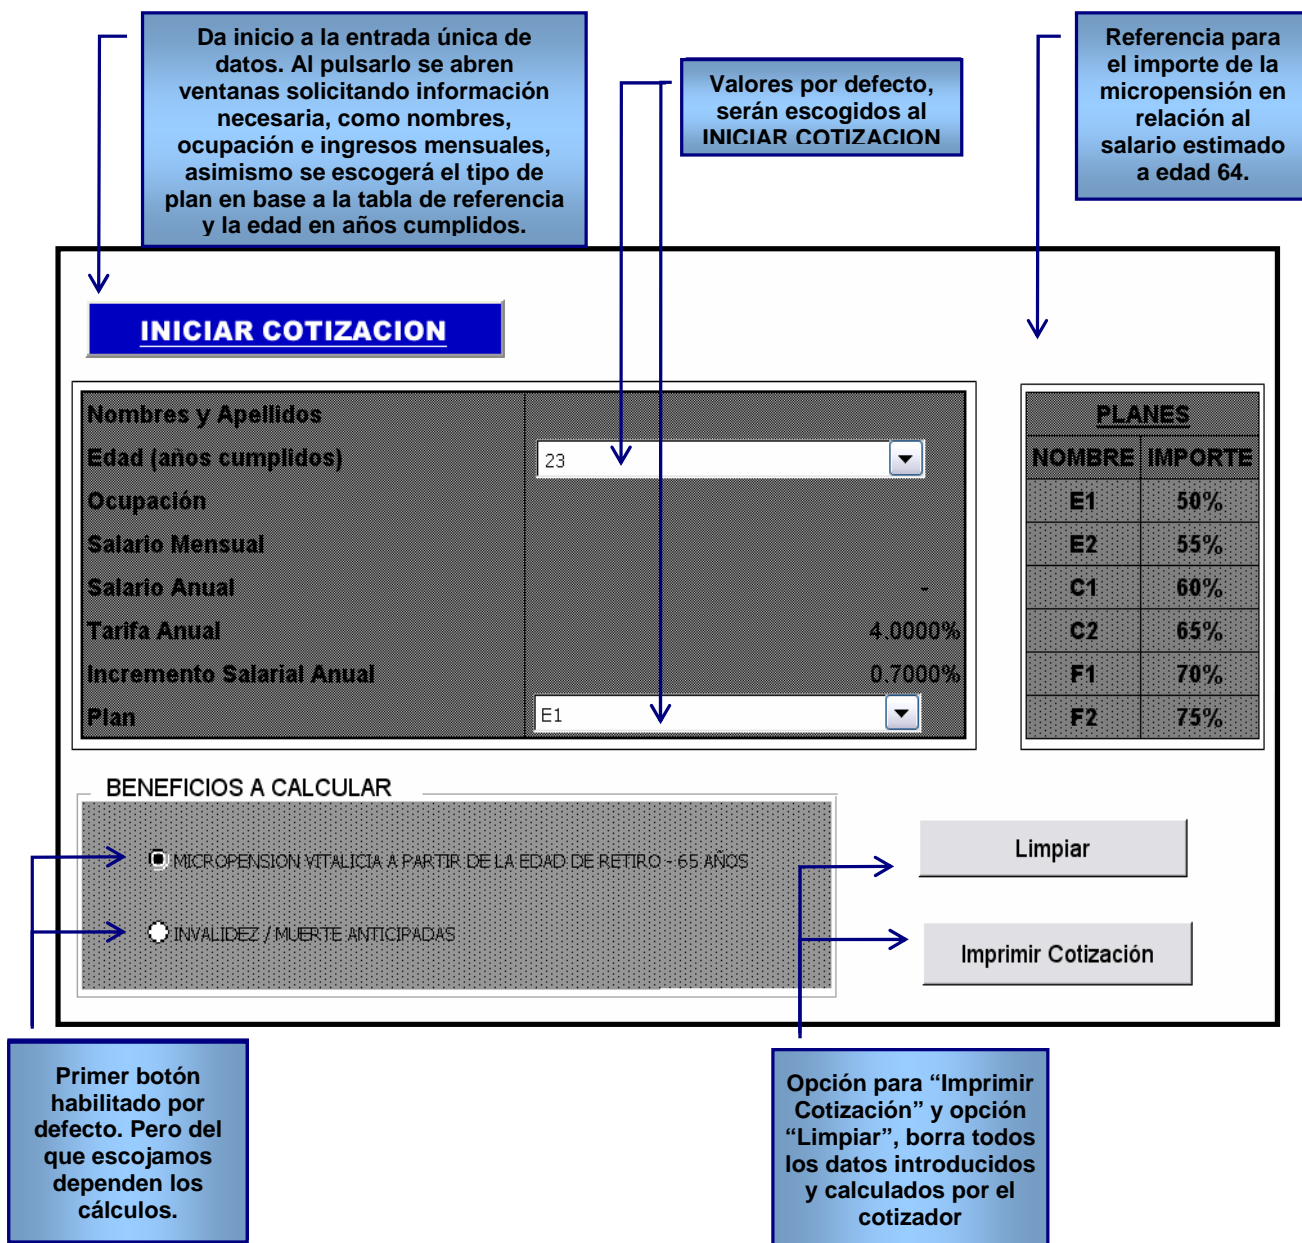 Da inicio a la entrada única de
datos. Al pulsarlo se abren
ventanas solicitando información
necesaria, como nombres,
ocupación e ingresos mensuales,
asimismo se escogerá el tipo de
plan en base a la tabla de referencia
y la edad en años cumplidos.
Valores por defecto,
serán escogidos al
INICIAR COTIZACION
Referencia para
el importe de la
micropensión en
relación al
salario estimado
a edad 64.
INICIAR COTIZACION
Nombres y Apellidos
Edad (años cumplidos) 23
Ocupación
Salario Mensual
Salario Anual -
Tarifa Anual 4.0000%
Incremento Salarial Anual 0.7000%
Plan E1
PLANES
NOMBRE IMPORTE
E1 50%
E2 55%
C1 60%
C2 65%
F1 70%
F2 75%
BENEFICIOS A CALCULAR
MICROPENSION VITALICIA A PARTIR DE LA EDAD DE RETIRO - 65 AÑOS
INVALIDEZ / MUERTE ANTICIPADAS
Limpiar
Imprimir Cotización
Primer botón
habilitado por
defecto. Pero del
que escojamos
dependen los
cálculos.
Opción para “Imprimir
Cotización” y opción
“Limpiar”, borra todos
los datos introducidos
y calculados por el
cotizador